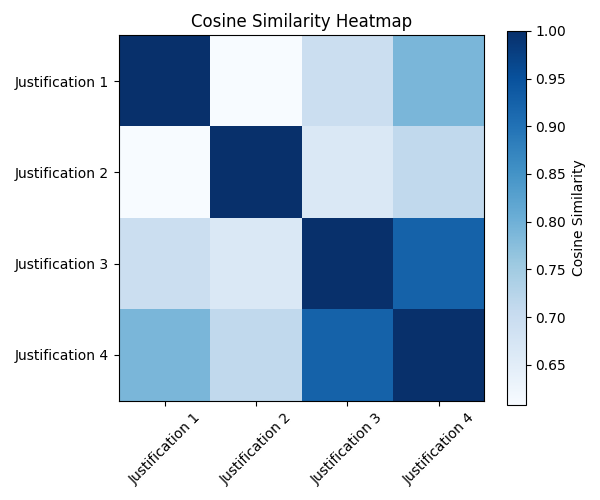 Cosine Similarity Heatmap
Justification 1
Justification 2
Justification 3
Justification 4
Justification 1
Justification 2
Justification 3
Justification 4
1.00
0.95
0.90
0.85
0.80
0.75
0.70
0.65
Cosine Similarity